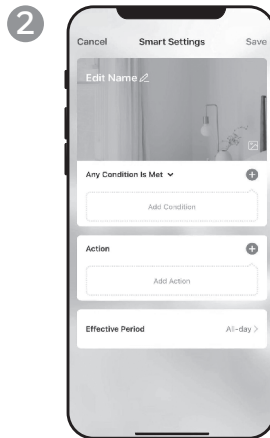 2
Cancel Smart Settings Save
Edit Name
Any Condition Is Met
Add Condition
Action
Add Action
Effective Period All-day >